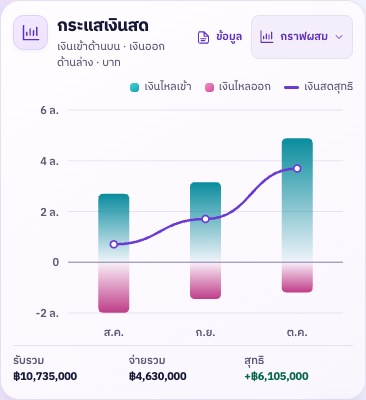 กระแสเงินสด
เงินเข้าด้านบน · เงินออก
ด้านล่าง · บาท
ข้อมูล
กราฟผสม
เงินไหลเข้า
เงินไหลออก
เงินสดสุทธิ
6 ล.
4 ล.
2 ล.
0
-2 ล.
ส.ค.
ก.ย.
ต.ค.
รับรวม
จ่ายรวม
สุทธิ
฿10,735,000
฿4,630,000
+฿6,105,000